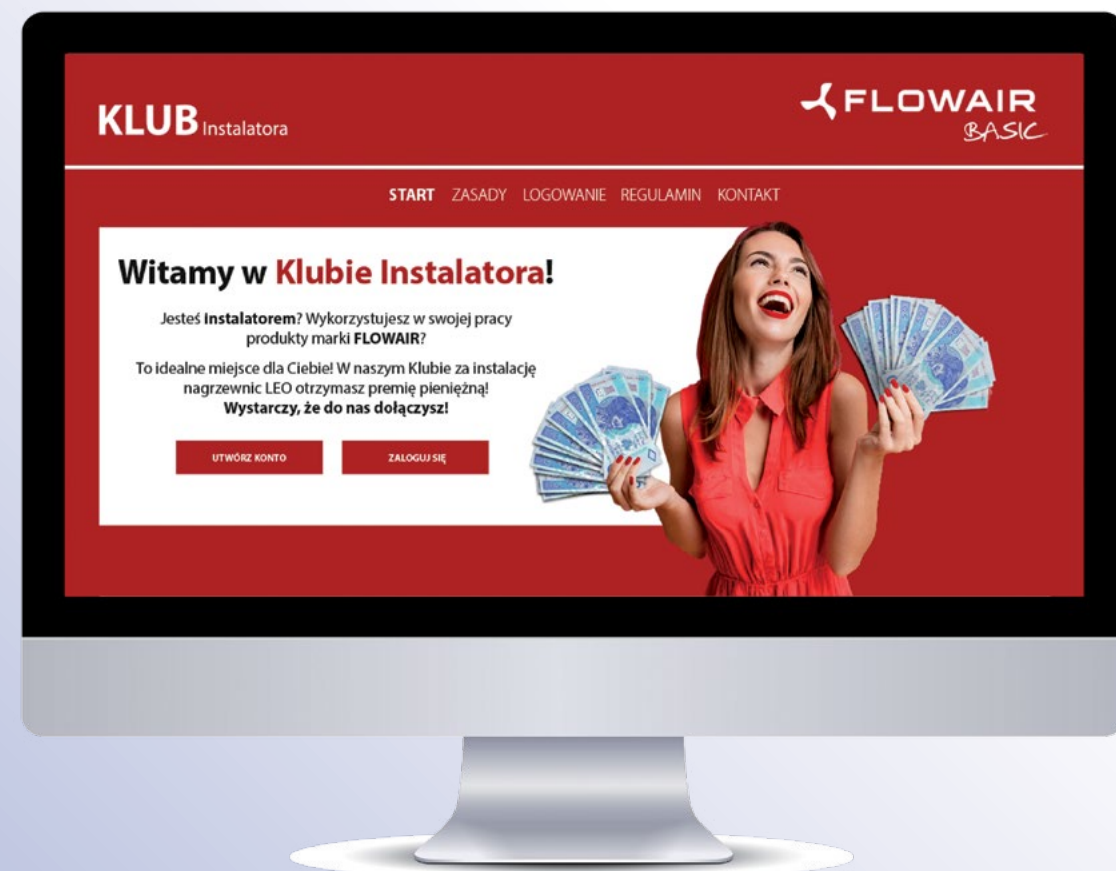 KLUB Instalatora
FLOWAIR
BASIC
START ZASADY LOGOWANIE REGULAMIN KONTAKT
Witamy w Klubie Instalatora!
Jesteś instalatorem? Wykorzystujesz w swojej pracy
produkty marki FLOWAIR?
To idealne miejsce dla Ciebie! W naszym Klubie za instalację
nagrzewnic LEO otrzymasz premię pieniężną!
Wystarczy, że do nas dołączysz!
UTWÓRZ KONTO ZALOGUJ SIĘ